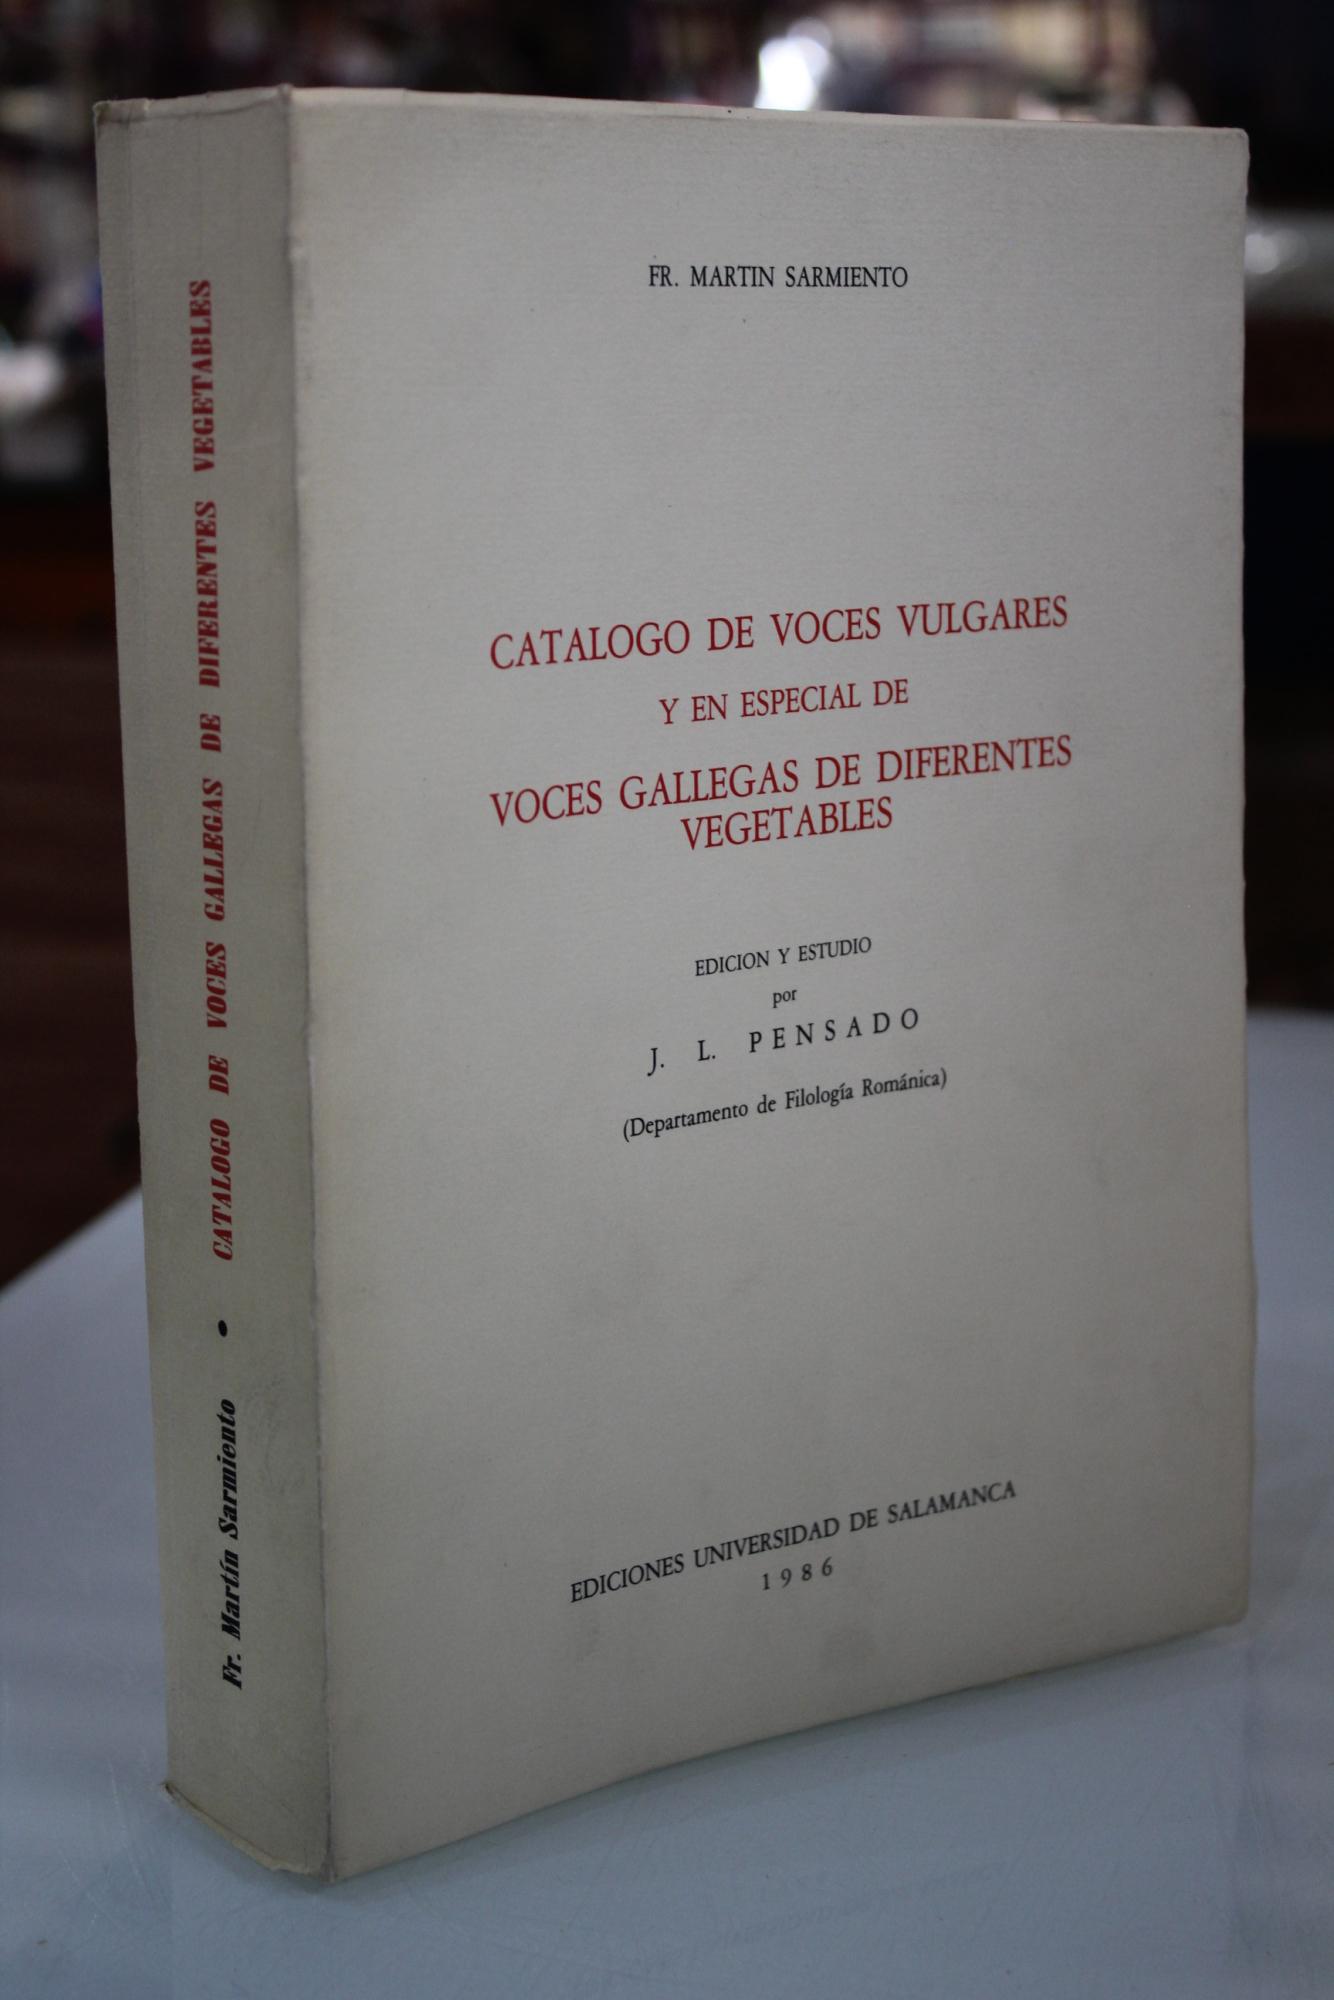 FR. MARTIN SARMIENTO
CATALOGO DE VOCES VULGARES
Y EN ESPECIAL DE
VOCES GALLEGAS DE DIFERENTES
VEGETABLES
EDICION Y ESTUDIO
por
J. L. PENSADO
(Departamento de Filología Románica)
EDICIONES UNIVERSIDAD DE SALAMANCA
1986
Fr. Martín Sarmiento • CATALOGO DE VOCES GALLEGAS DE DIFERENTES VEGETABLES